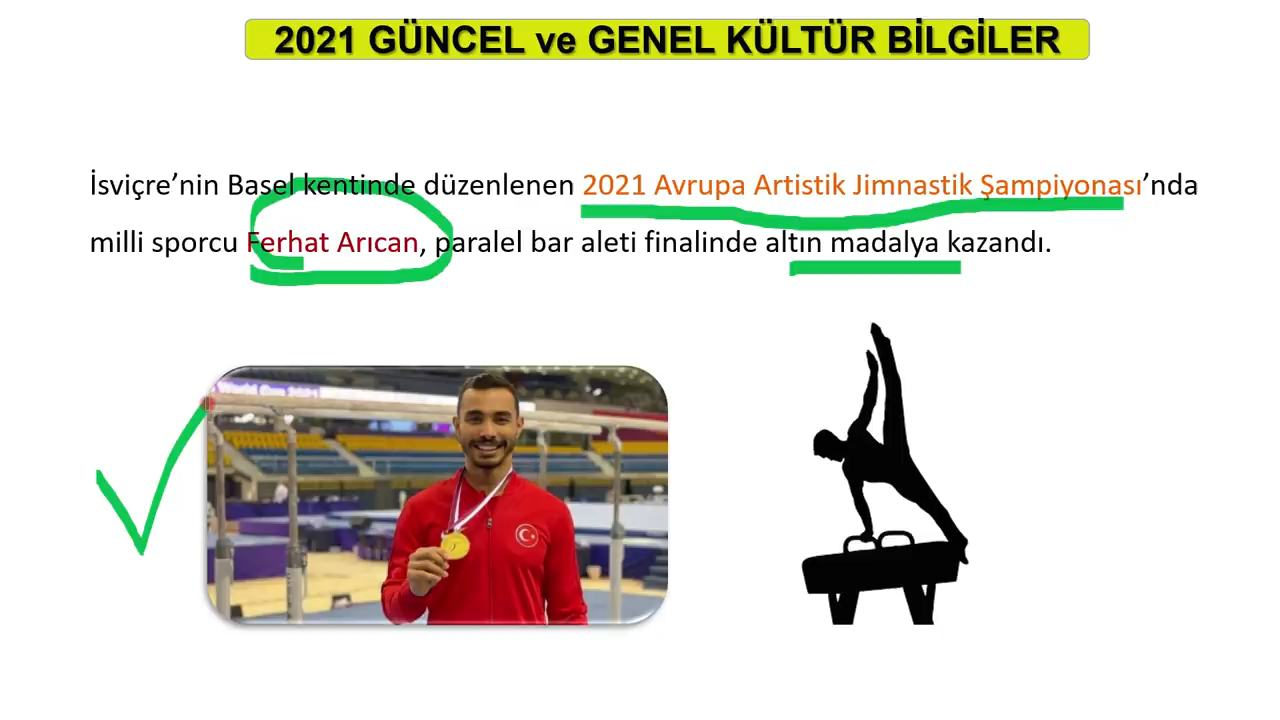 2021 GÜNCEL ve GENEL KÜLTÜR BİLGİLER
İsviçre’nin Basel kentinde düzenlenen 2021 Avrupa Artistik Jimnastik Şampiyonası’nda
milli sporcu Ferhat Arıcan, paralel bar aleti finalinde altın madalya kazandı.